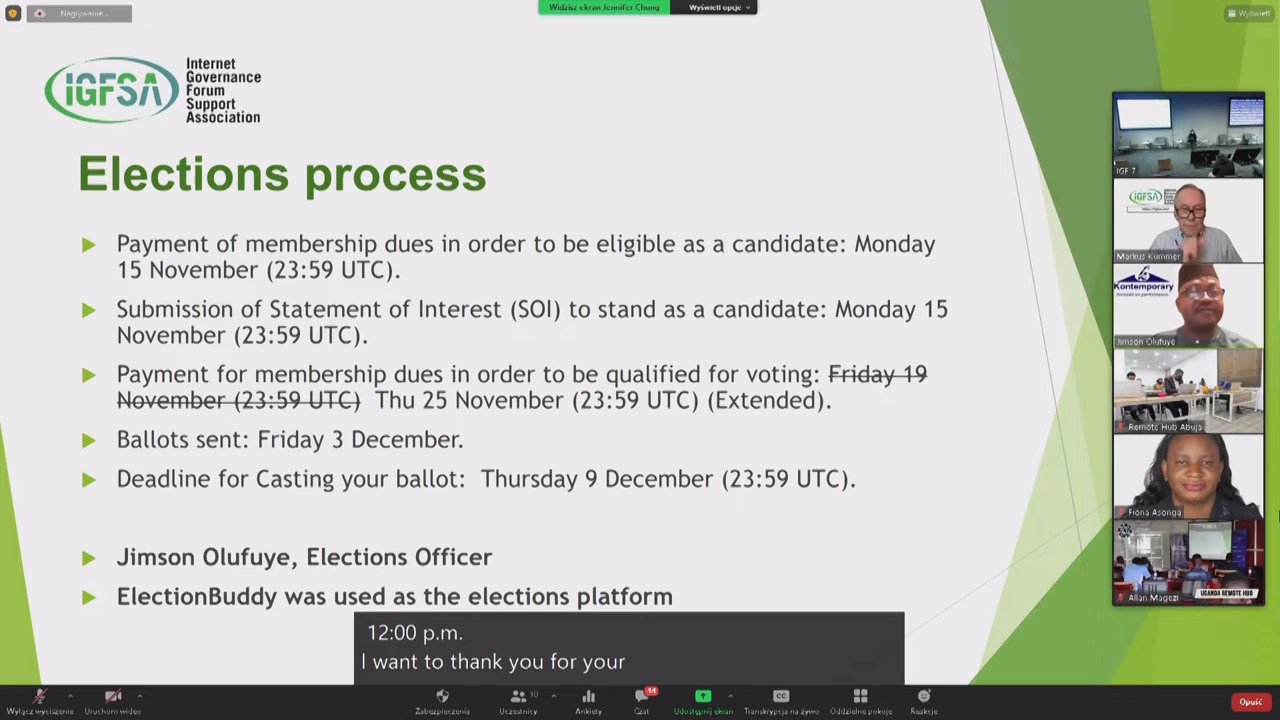 Nagrywanie...
Widzisz ekran Jennifer Chung
Wyświetl opcje
Wyświetl
IGFSA
Internet
Governance
Forum
Support
Association
Elections process
Payment of membership dues in order to be eligible as a candidate: Monday
15 November (23:59 UTC).
Submission of Statement of Interest (SOI) to stand as a candidate: Monday 15
November (23:59 UTC).
Payment for membership dues in order to be qualified for voting: Friday 19
November (23:59 UTC) Thu 25 November (23:59 UTC) (Extended).
Ballots sent: Friday 3 December.
Deadline for Casting your ballot: Thursday 9 December (23:59 UTC).
Jimson Olufuye, Elections Officer
ElectionBuddy was used as the elections platform
12:00 p.m.
I want to thank you for your
IGF 7
IGFSA
Markus Kummer
Kontemporary
Jimson Olufuye
Remote Hub Abuja
Fiona Asonga
Allan Magezi
UGANDA REMOTE HUB
Wyłącz wyciszenie
Uruchom wideo
Zabezpieczenia
30
Uczestnicy
Ankiety
14
Czat
Udostępnij ekran
CC
Transkrypcja na żywo
Oddzielne pokoje
Reakcje
Opuść